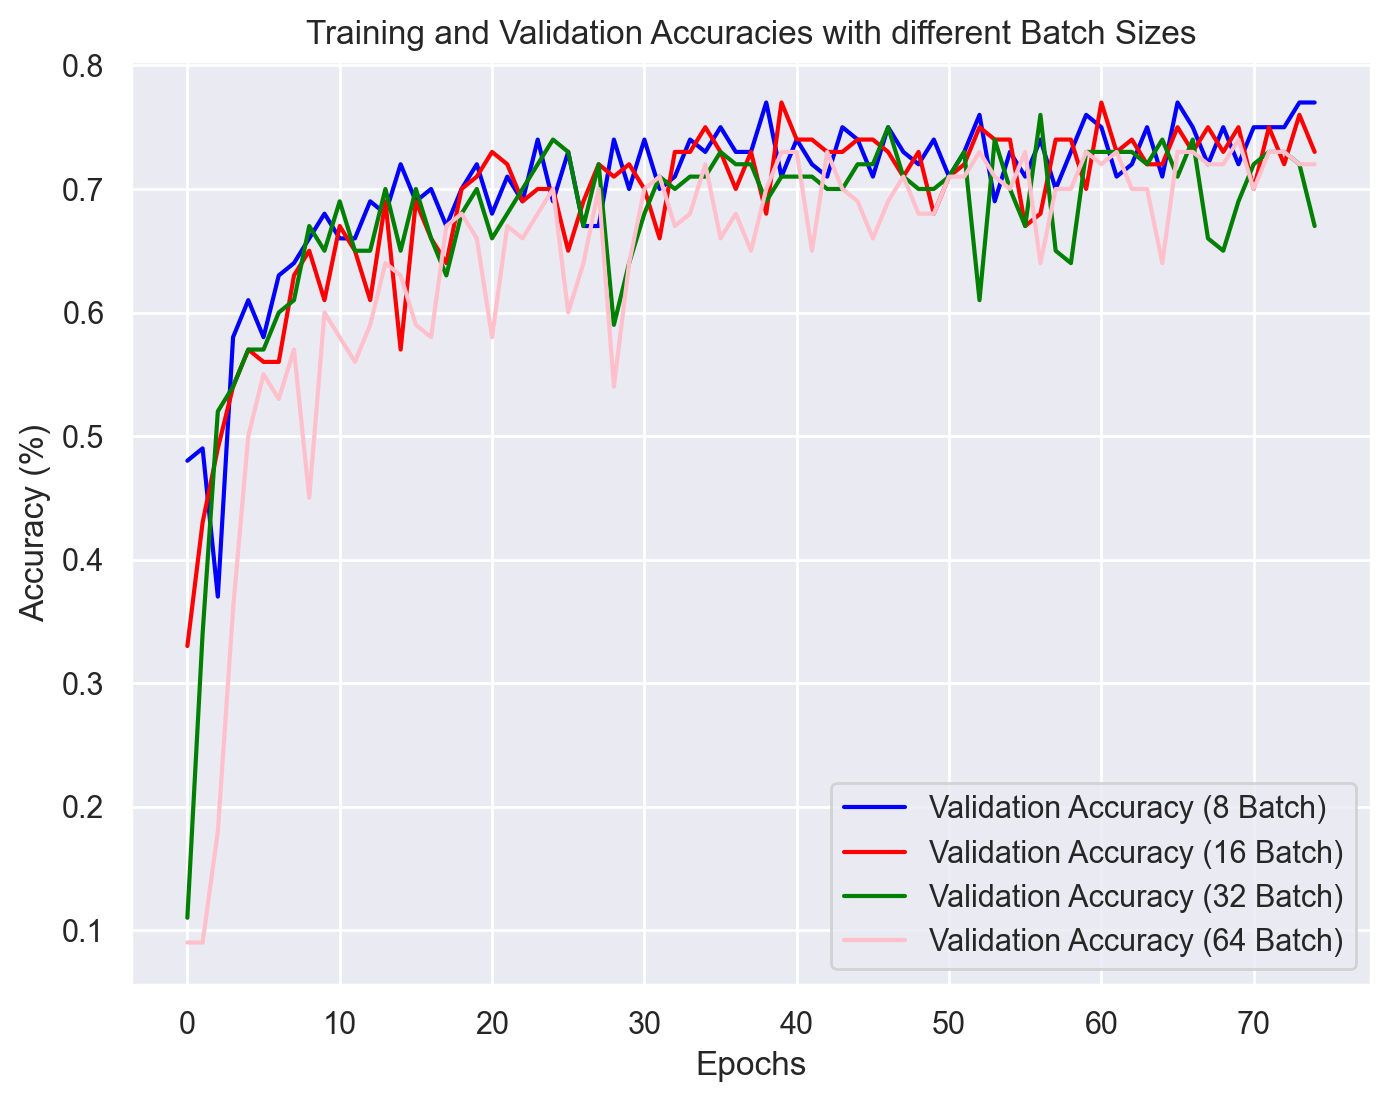 Training and Validation Accuracies with different Batch Sizes
0.8
0.7
0.6
0.5
0.4
0.3
0.2
0.1
Accuracy (%)
Validation Accuracy (8 Batch)
Validation Accuracy (16 Batch)
Validation Accuracy (32 Batch)
Validation Accuracy (64 Batch)
0 10 20 30 40 50 60 70
Epochs